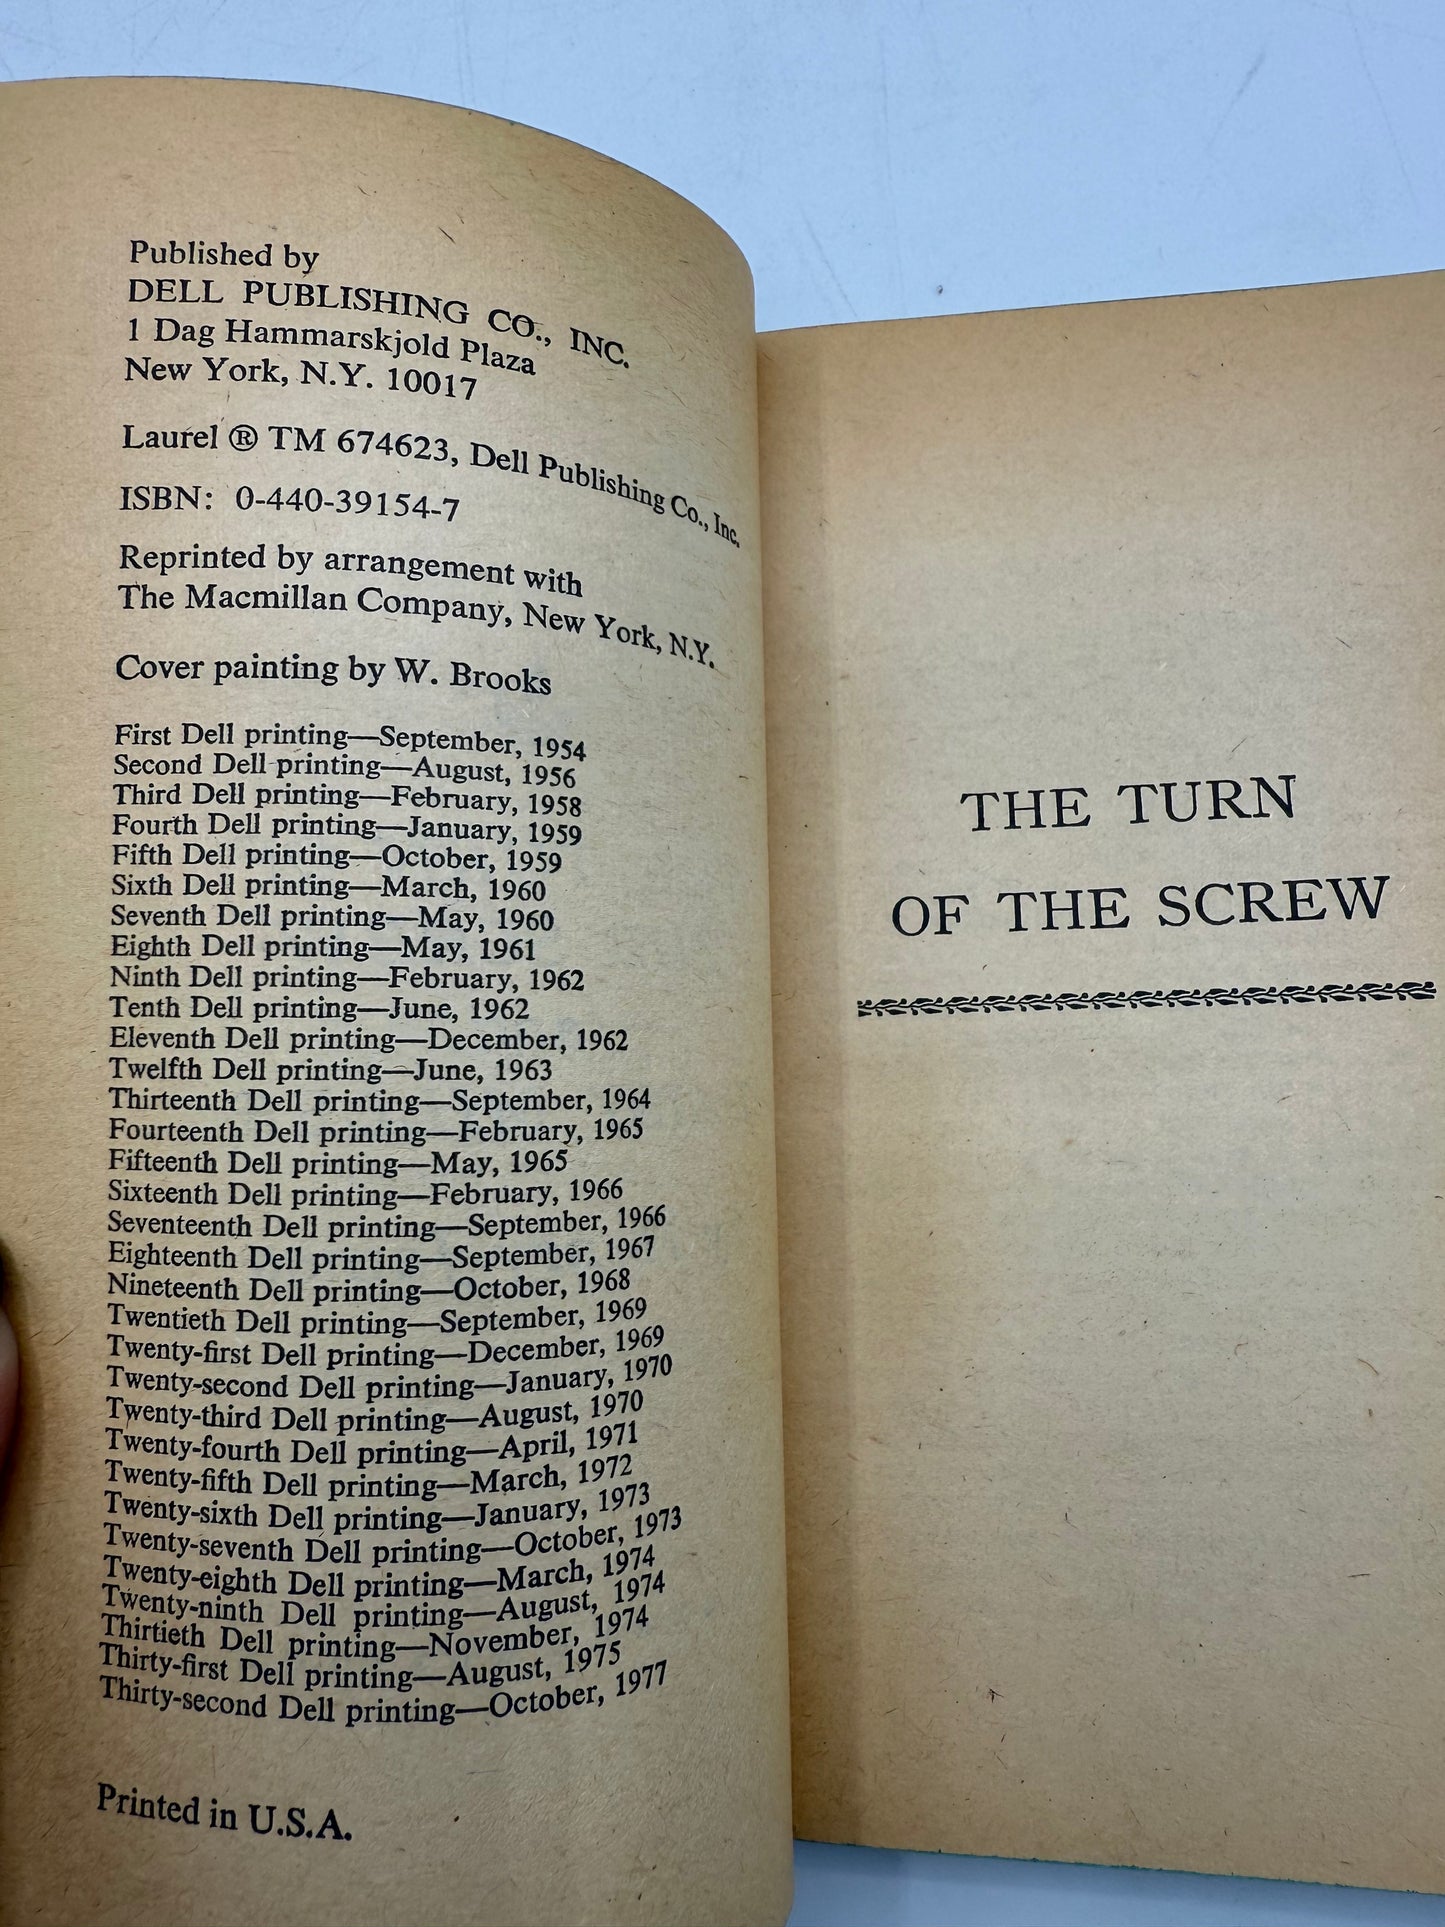 Published by
DELL PUBLISHING CO., INC.
1 Dag Hammarskjold Plaza
New York, N.Y. 10017
Laurel ® TM 674623, Dell Publishing Co., Inc.
ISBN: 0-440-39154-7
Reprinted by arrangement with
The Macmillan Company, New York, N.Y.
Cover painting by W. Brooks
First Dell printing—September, 1954
Second Dell printing—August, 1956
Third Dell printing—February, 1958
Fourth Dell printing—January, 1959
Fifth Dell printing—October, 1959
Sixth Dell printing—March, 1960
Seventh Dell printing—May, 1960
Eighth Dell printing—May, 1961
Ninth Dell printing—February, 1962
Tenth Dell printing—June, 1962
Eleventh Dell printing—December, 1962
Twelfth Dell printing—June, 1963
Thirteenth Dell printing—September, 1964
Fourteenth Dell printing—February, 1965
Fifteenth Dell printing—May, 1965
Sixteenth Dell printing—February, 1966
Seventeenth Dell printing—September, 1966
Eighteenth Dell printing—September, 1967
Nineteenth Dell printing—October, 1968
Twentieth Dell printing—September, 1969
Twenty-first Dell printing—December, 1969
Twenty-second Dell printing—January, 1970
Twenty-third Dell printing—August, 1970
Twenty-fourth Dell printing—April, 1971
Twenty-fifth Dell printing—March, 1972
Twenty-sixth Dell printing—January, 1973
Twenty-seventh Dell printing—October, 1973
Twenty-eighth Dell printing—March, 1974
Twenty-ninth Dell printing—August, 1974
Thirtieth Dell printing—November, 1974
Thirty-first Dell printing—August, 1975
Thirty-second Dell printing—October, 1977
Printed in U.S.A.
THE TURN
OF THE SCREW